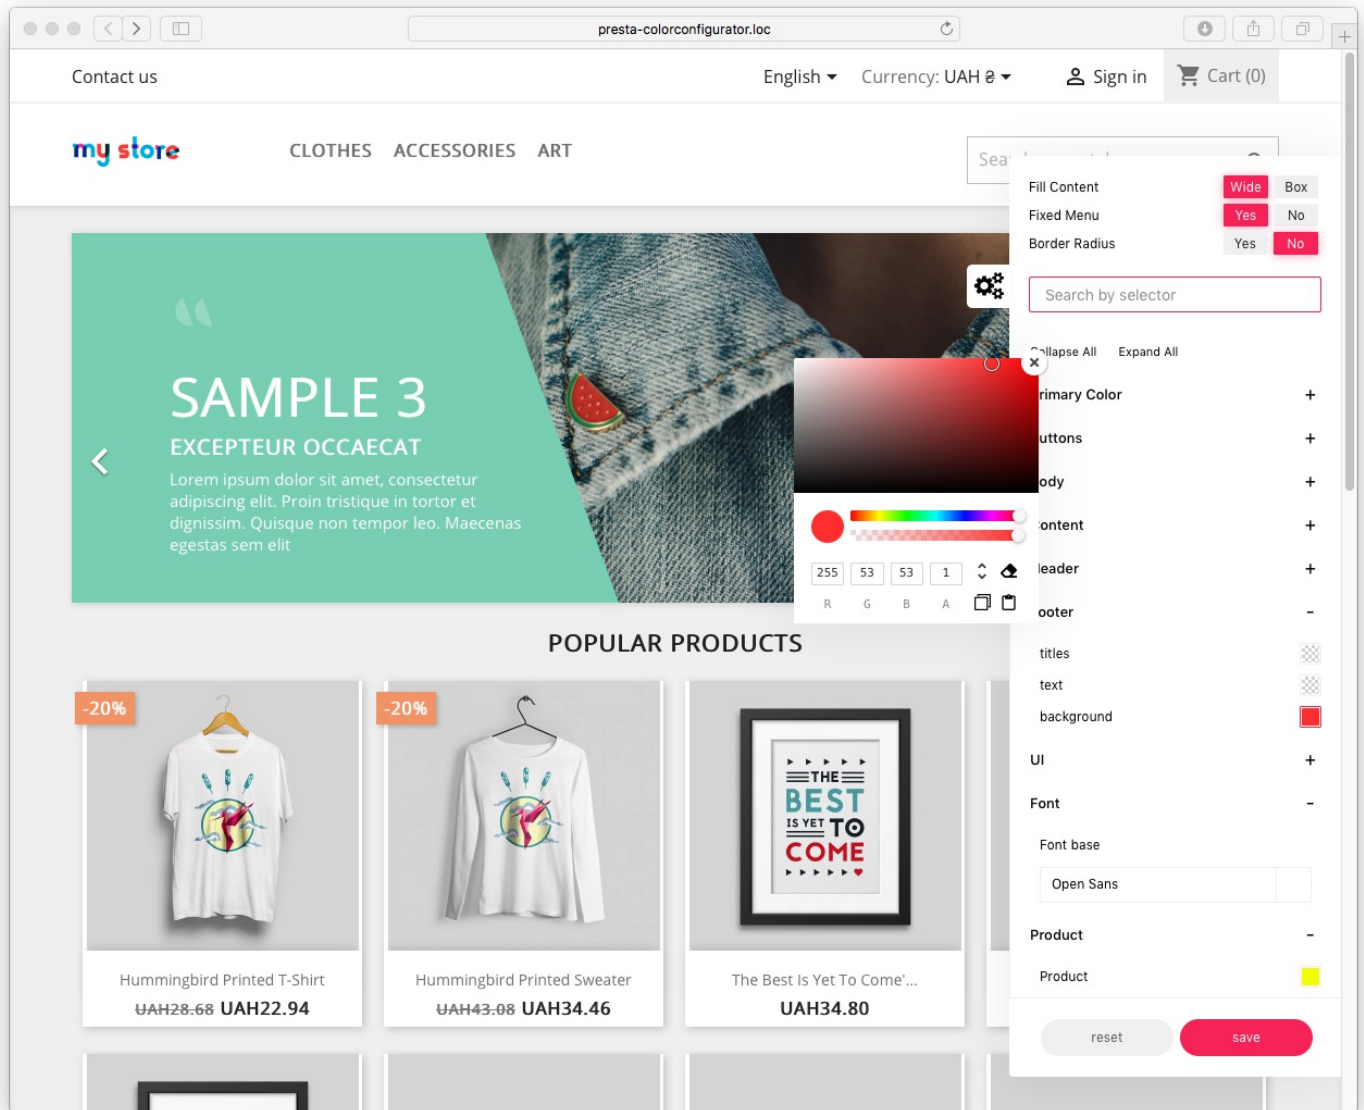 presta-colorconfigurator.loc
Contact us
English
Currency: UAH ₴
Sign in
Cart (0)
my store
CLOTHES ACCESSORIES ART
Fill Content Wide Box
Fixed Menu Yes No
Border Radius Yes No
Search by selector
Collapse All Expand All
“
SAMPLE 3
EXCEPTEUR OCCAECAT
Lorem ipsum dolor sit amet, consectetur
adipiscing elit. Proin tristique in tortor et
dignissim. Quisque non tempor leo. Maecenas
egestas sem elit
255 53 53 1
R G B A
rimary Color +
uttons +
ody +
ontent +
eader +
ooter -
titles
text
background
UI +
Font -
Font base
Open Sans
Product -
Product
reset save
POPULAR PRODUCTS
-20%
-20%
THE
BEST
IS YET TO
COME
Hummingbird Printed T-Shirt
UAH28.68 UAH22.94
Hummingbird Printed Sweater
UAH43.08 UAH34.46
The Best Is Yet To Come'...
UAH34.80